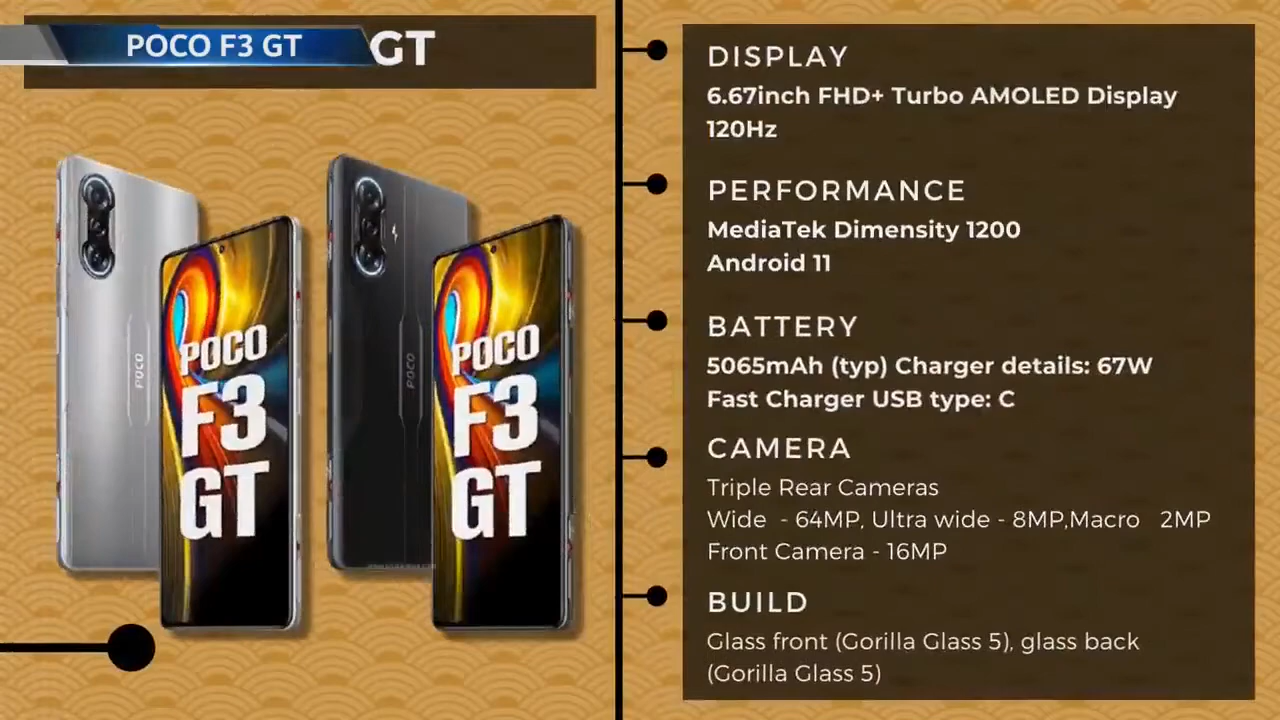 POCO F3 GT
GT
DISPLAY
6.67inch FHD+ Turbo AMOLED Display
120Hz
PERFORMANCE
MediaTek Dimensity 1200
Android 11
BATTERY
5065mAh (typ) Charger details: 67W
Fast Charger USB type: C
CAMERA
Triple Rear Cameras
Wide - 64MP, Ultra wide - 8MP,Macro 2MP
Front Camera - 16MP
BUILD
Glass front (Gorilla Glass 5), glass back
(Gorilla Glass 5)
POCO
POCO
F3
GT
POCO
POCO
F3
GT